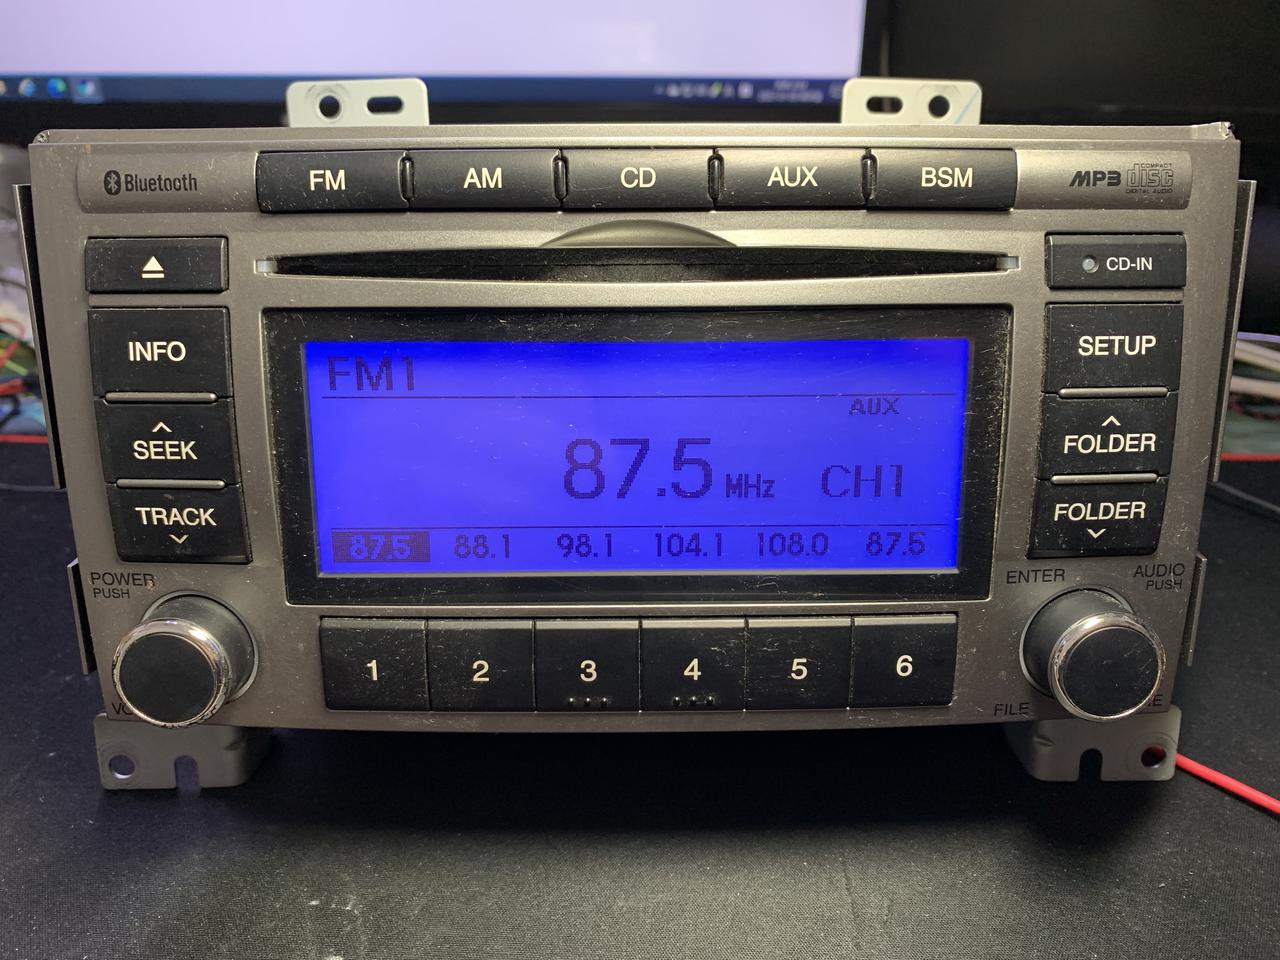 Bluetooth FM AM CD AUX BSM MP3 COMPACT disc DIGITAL AUDIO
CD-IN
INFO
SETUP
SEEK
FOLDER
TRACK
FOLDER
FM1
AUX
87.5 MHz CH1
87.5 88.1 98.1 104.1 108.0 87.5
POWER
PUSH
ENTER
AUDIO
PUSH
1 2 3 4 5 6
FILE